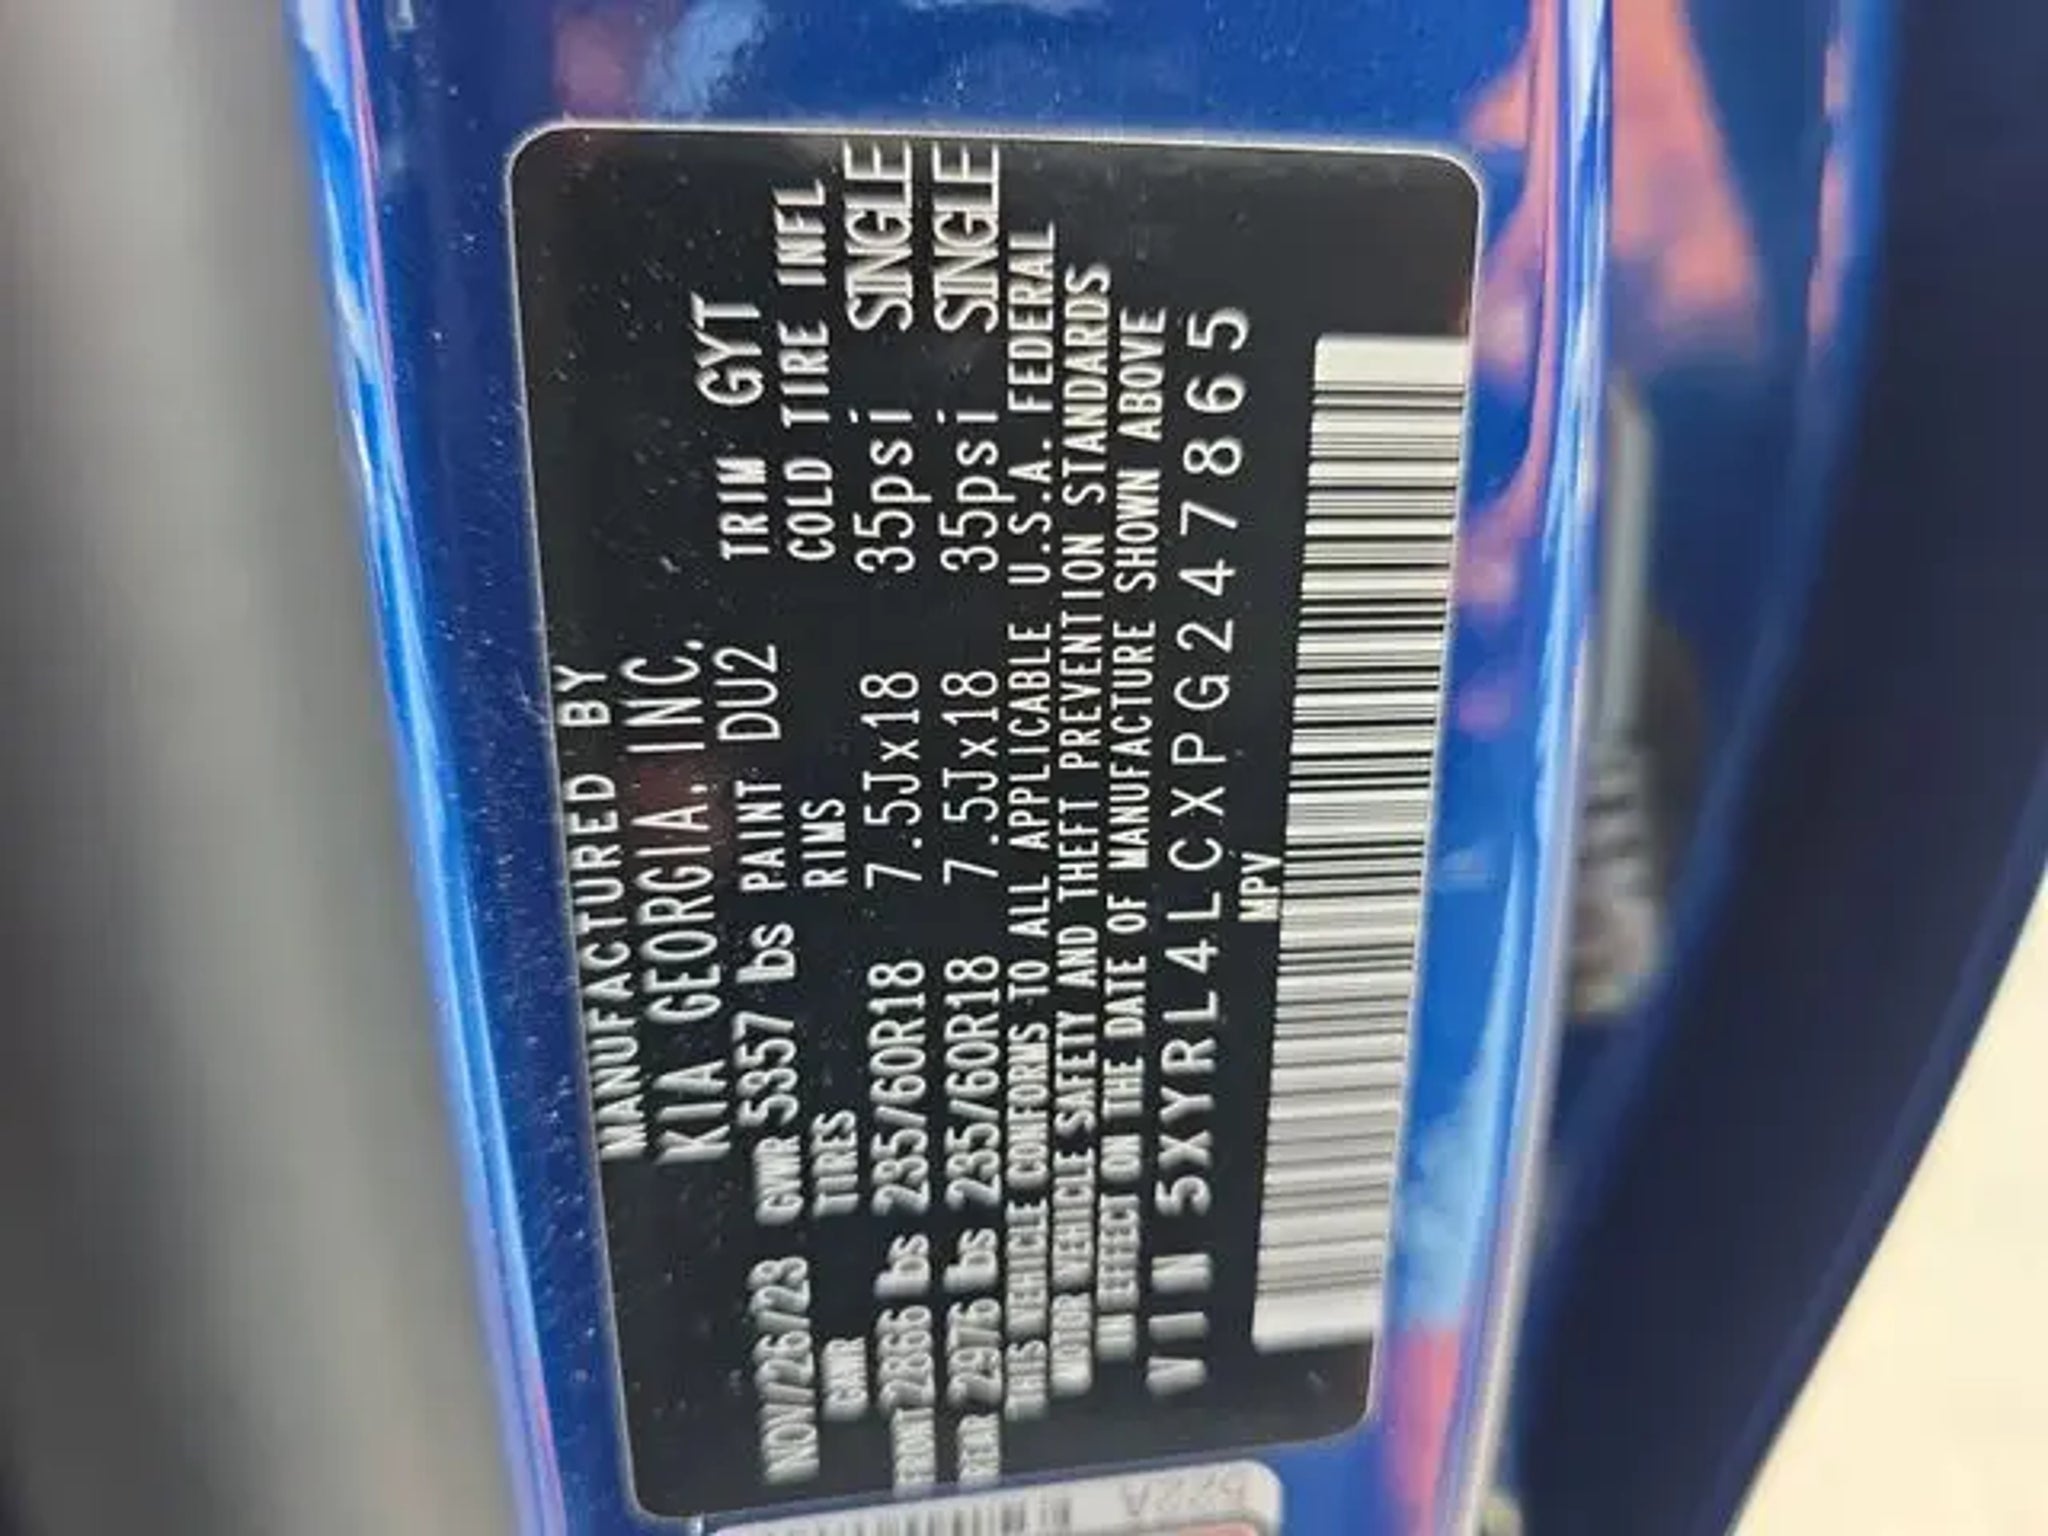 MANUFACTURED BY
KIA GEORGIA, INC.
NOV/26/23 GVWR 5357 lbs PAINT DU2 TRIM GYT
GAWR TIRES RIMS COLD TIRE INFL
FRONT 2866 lbs 235/60R18 7.5Jx18 35psi SINGLE
REAR 2976 lbs 235/60R18 7.5Jx18 35psi SINGLE
THIS VEHICLE CONFORMS TO ALL APPLICABLE U.S.A. FEDERAL
MOTOR VEHICLE SAFETY AND THEFT PREVENTION STANDARDS
IN EFFECT ON THE DATE OF MANUFACTURE SHOWN ABOVE
VIN 5XYRL4LCXPG247865
MPV